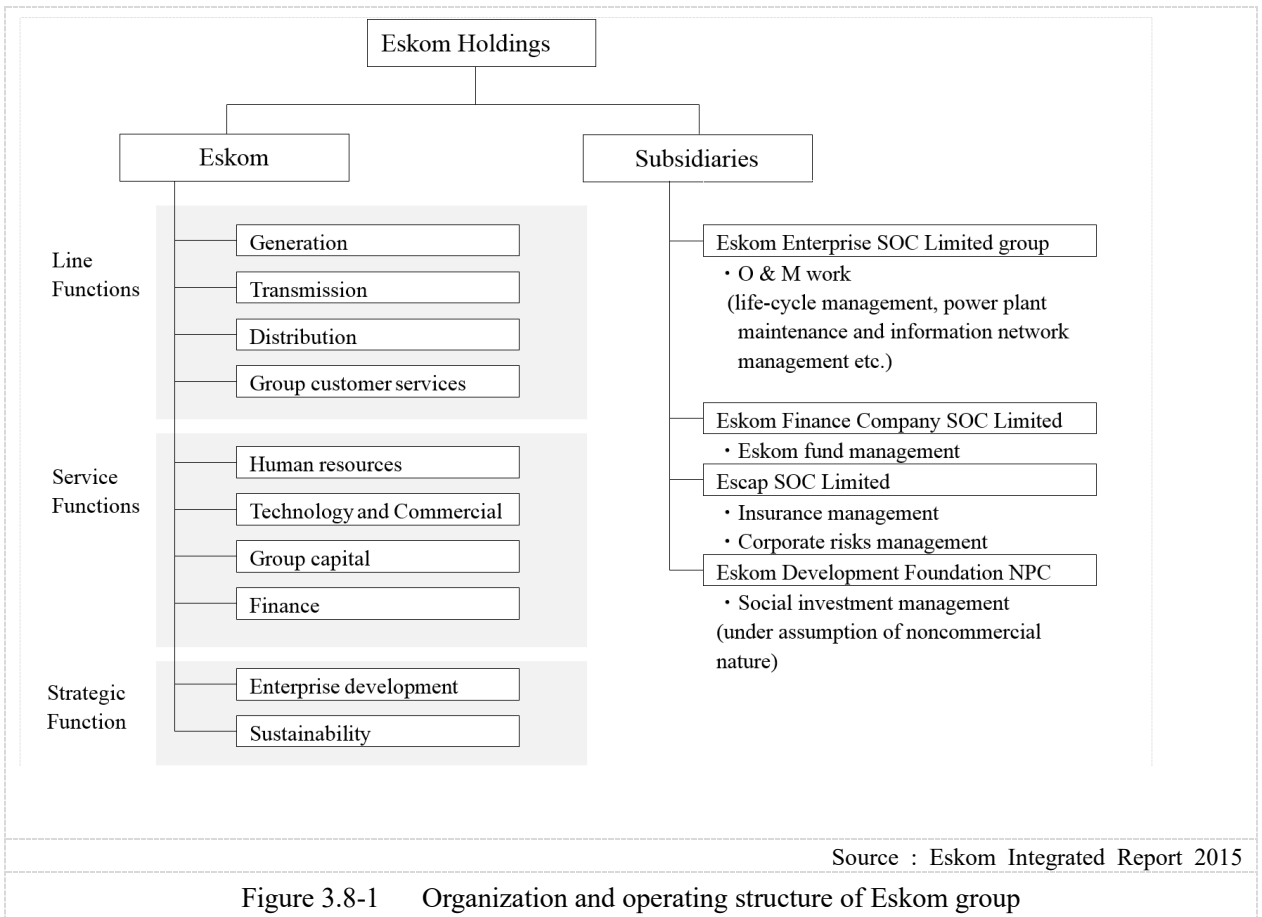 Eskom Holdings
Eskom
Subsidiaries
Line
Functions
Generation
Transmission
Distribution
Group customer services
Service
Functions
Human resources
Technology and Commercial
Group capital
Finance
Strategic
Function
Enterprise development
Sustainability
Eskom Enterprise SOC Limited group
・O & M work
(life-cycle management, power plant
maintenance and information network
management etc.)
Eskom Finance Company SOC Limited
・Eskom fund management
Escap SOC Limited
・Insurance management
・Corporate risks management
Eskom Development Foundation NPC
・Social investment management
(under assumption of noncommercial
nature)
Source : Eskom Integrated Report 2015
Figure 3.8-1 Organization and operating structure of Eskom group